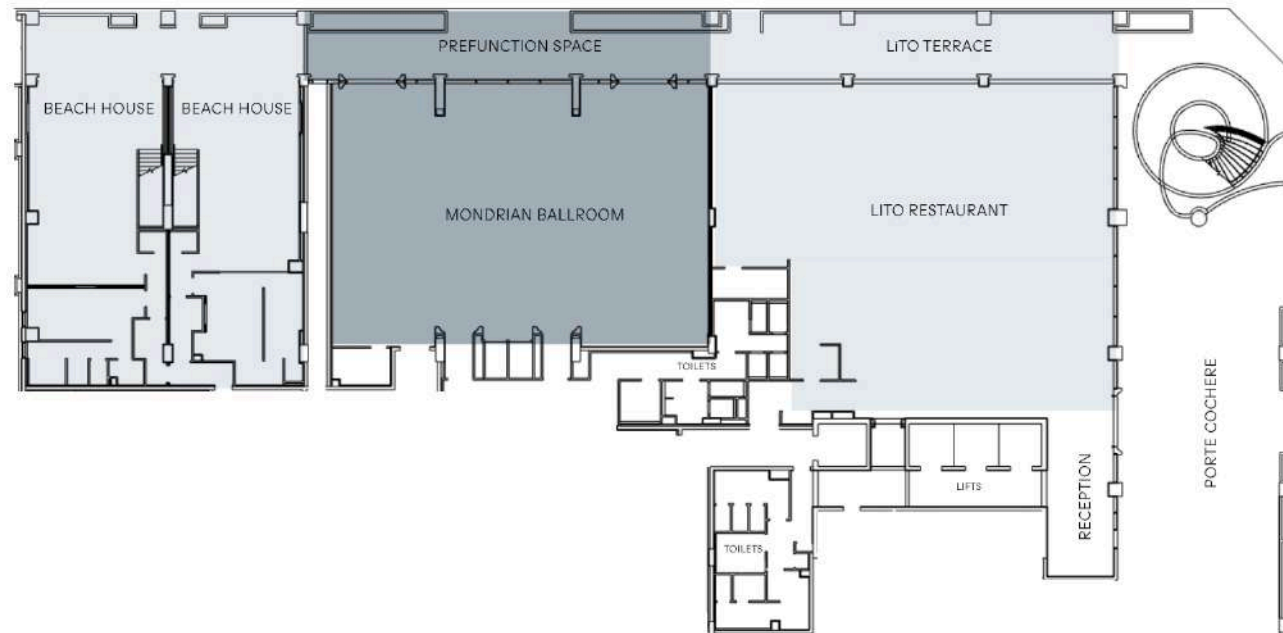 PREFUNCTION SPACE
LiTO TERRACE
BEACH HOUSE
BEACH HOUSE
MONDRIAN BALLROOM
LiTO RESTAURANT
TOILETS
PORTE COCHERE
RECEPTION
LIFTS
TOILETS